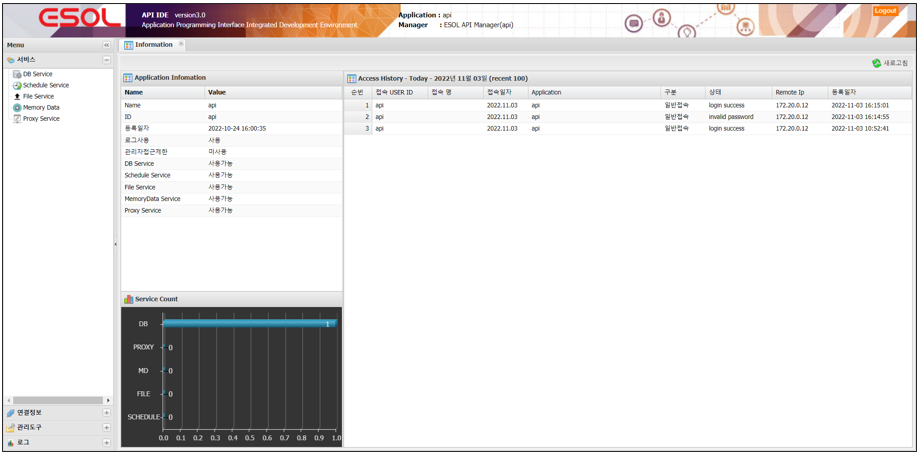 ESOL
API IDE version3.0
Application Programming Interface Integrated Development Environment
Application : api
Manager : ESOL API Manager(api)
Logout
Menu
서비스
DB Service
Schedule Service
File Service
Memory Data
Proxy Service
연결정보
관리도구
로그
Information
새로고침
Application Infomation
Name Value
Name api
ID api
등록일자 2022-10-24 16:00:35
로그사용 사용
관리자접근제한 미사용
DB Service 사용가능
Schedule Service 사용가능
File Service 사용가능
MemoryData Service 사용가능
Proxy Service 사용가능
Service Count
DB 1
PROXY 0
MD 0
FILE 0
SCHEDULE 0
0.0 0.1 0.2 0.3 0.4 0.5 0.6 0.7 0.8 0.9 1.0
Access History - Today - 2022년 11월 03일 (recent 100)
순번 접속 USER ID 접속 명 접속일자 Application 구분 상태 Remote Ip 등록일자
1 api 2022.11.03 api 일반접속 login success 172.20.0.12 2022-11-03 16:15:01
2 api 2022.11.03 api 일반접속 invalid password 172.20.0.12 2022-11-03 16:14:55
3 api 2022.11.03 api 일반접속 login success 172.20.0.12 2022-11-03 10:52:41